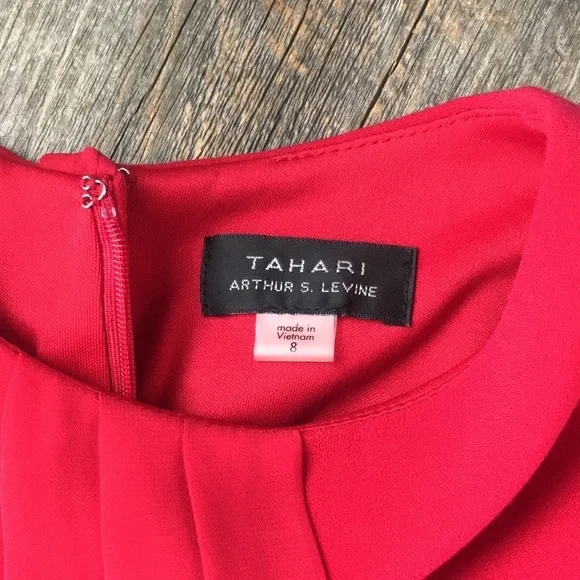 TAHARI
ARTHUR S. LEVINE
made in
Vietnam
8